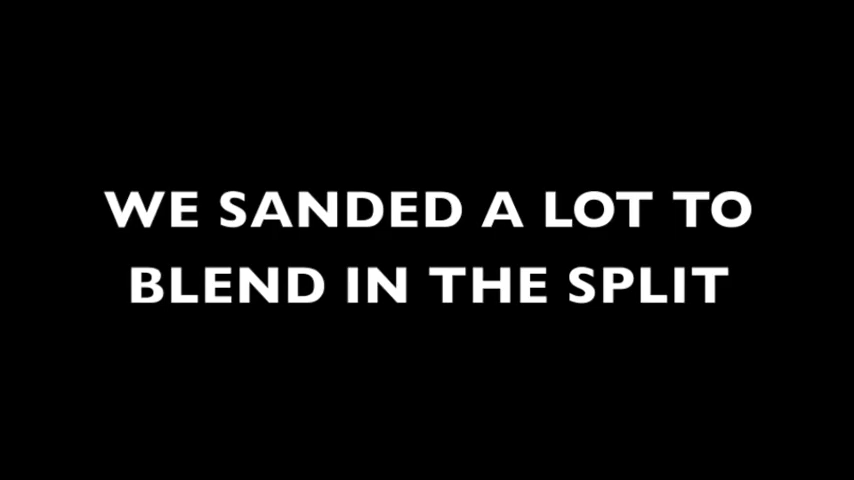 WE SANDED A LOT TO
BLEND IN THE SPLIT